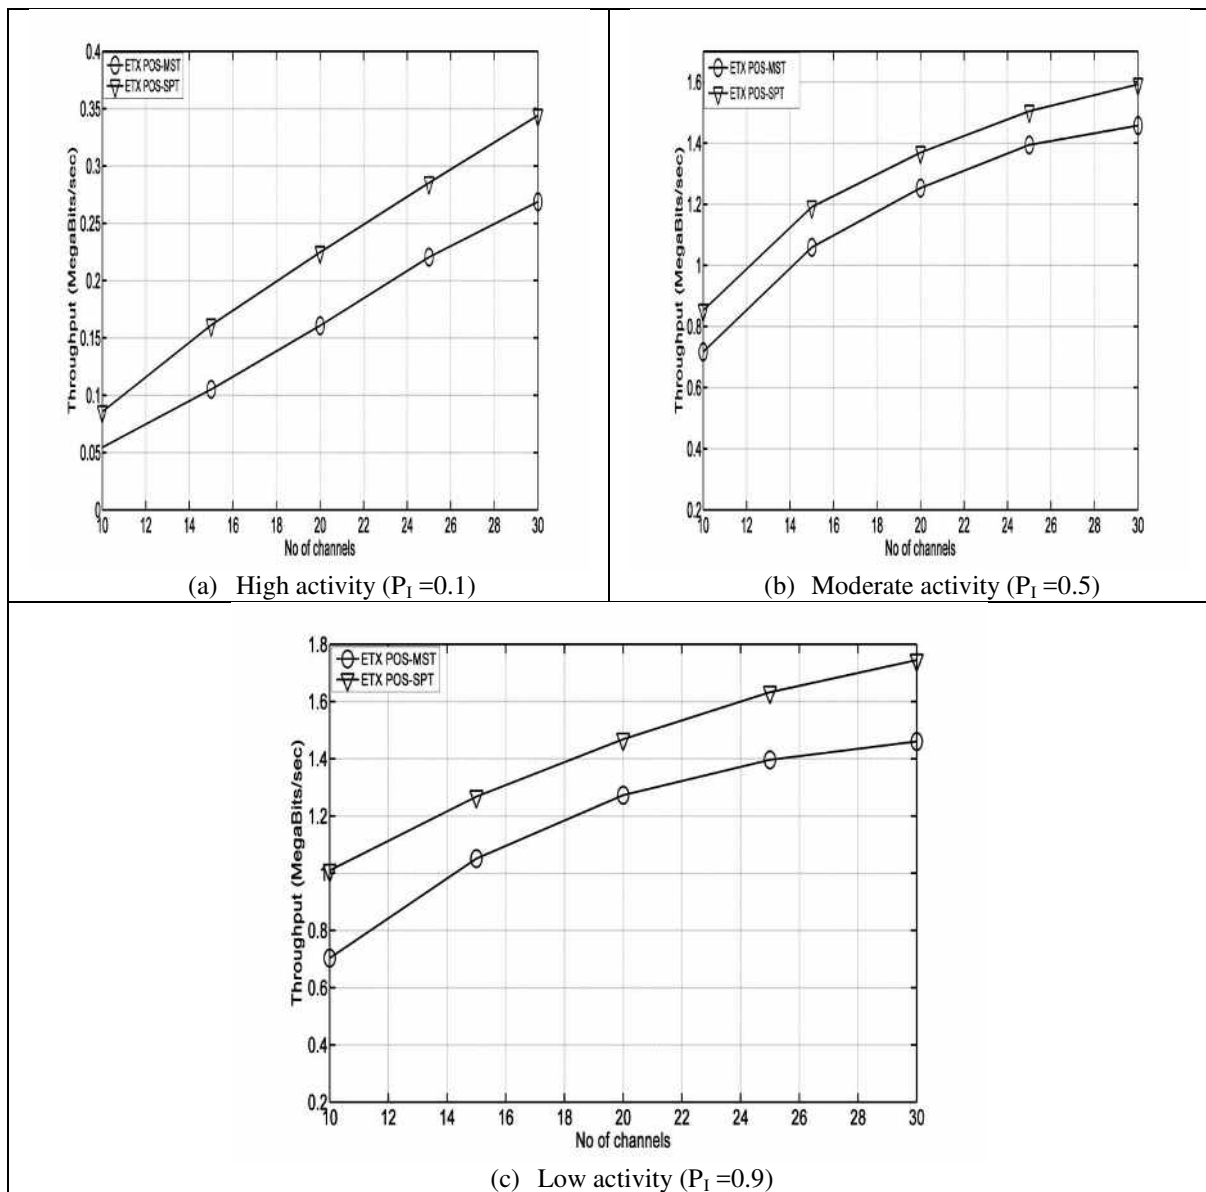 0.4
ETX POS-MST
ETX POS-SPT
0.35
0.3
0.25
0.2
0.15
0.1
0.05
0
Throughput (MegaBits/sec)
10 12 14 16 18 20 22 24 26 28 30
No of channels
(a) High activity (P_I =0.1)
ETX POS-MST
ETX POS-SPT
1.6
1.4
1.2
1
0.8
0.6
0.4
0.2
Throughput (MegaBits/sec)
10 12 14 16 18 20 22 24 26 28 30
No of channels
(b) Moderate activity (P_I =0.5)
1.8
ETX POS-MST
ETX POS-SPT
1.6
1.4
1.2
1
0.8
0.6
0.4
0.2
Throughput (MegaBits/sec)
10 12 14 16 18 20 22 24 26 28 30
No of channels
(c) Low activity (P_I =0.9)